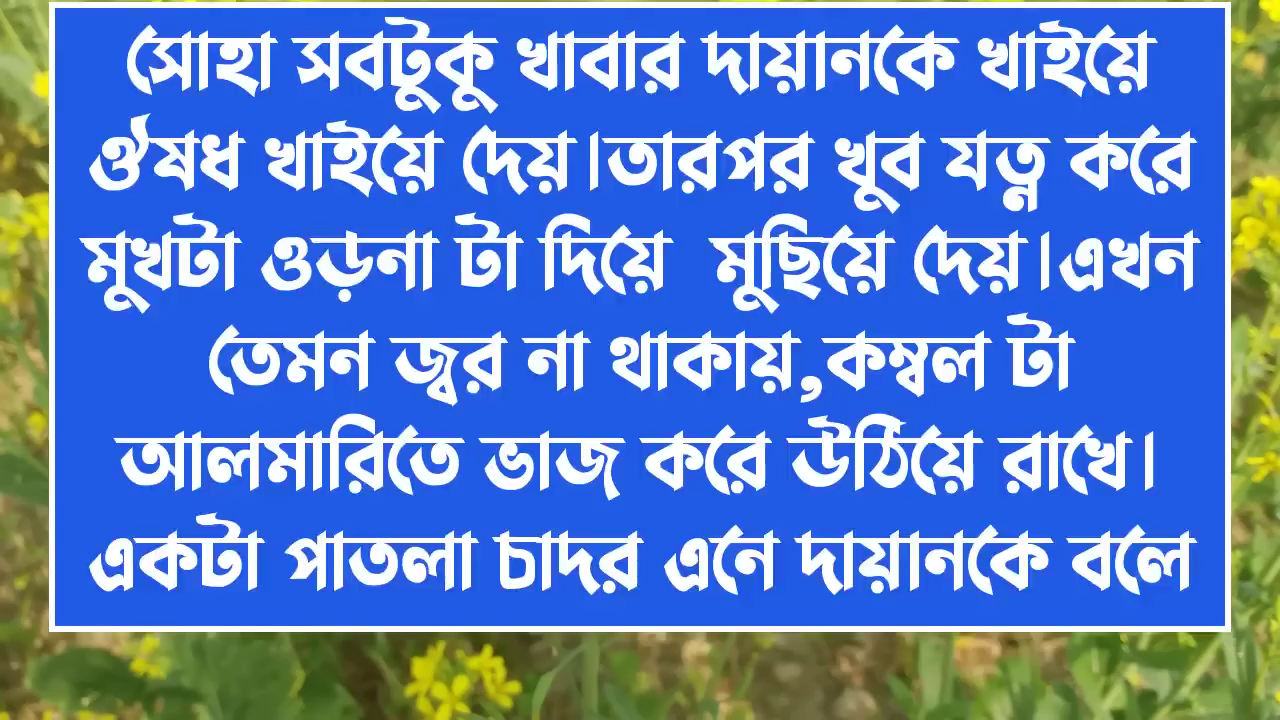 সোহা সবটুকু খাবার দায়ানকে খাইয়ে
ঔষধ খাইয়ে দেয়।তারপর খুব যত্ন করে
মুখটা ওড়না টা দিয়ে  মুছিয়ে দেয়।এখন
তেমন জ্বর না থাকায়,কম্বল টা
আলমারিতে ভাজ করে উঠিয়ে রাখে।
একটা পাতলা চাদর এনে দায়ানকে বলে